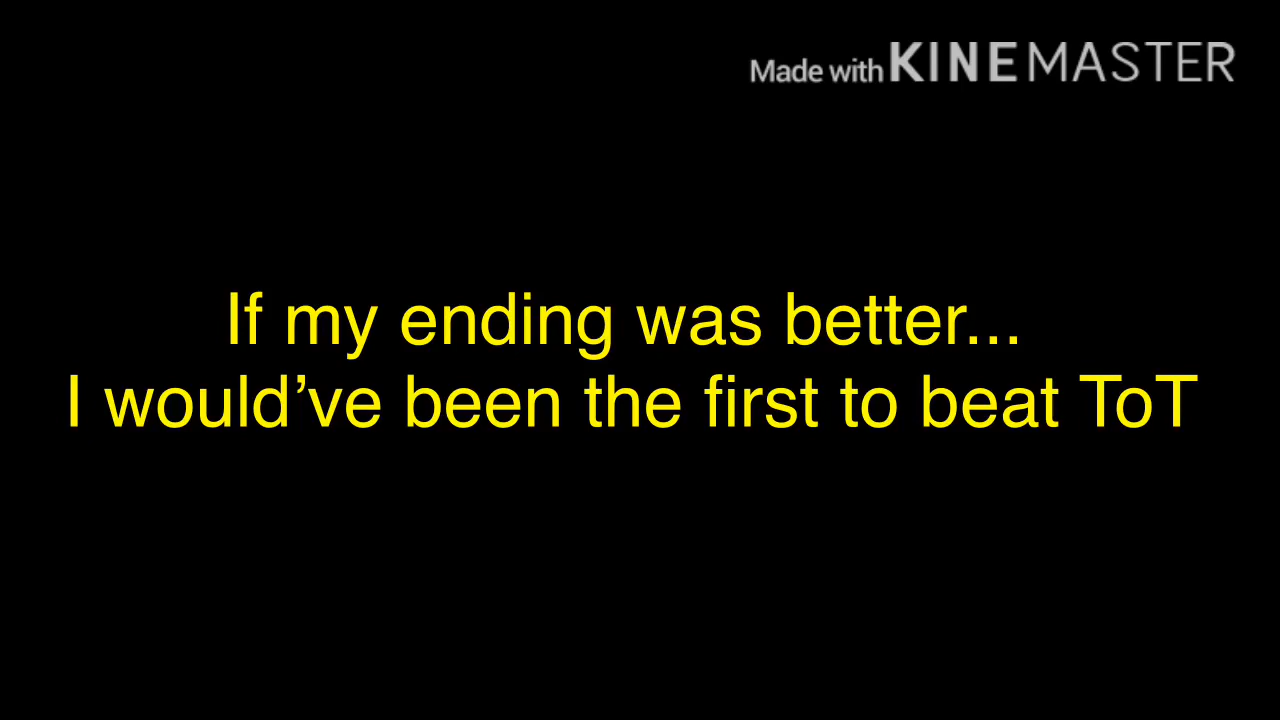 Made with KINEMASTER
If my ending was better...
I would’ve been the first to beat ToT